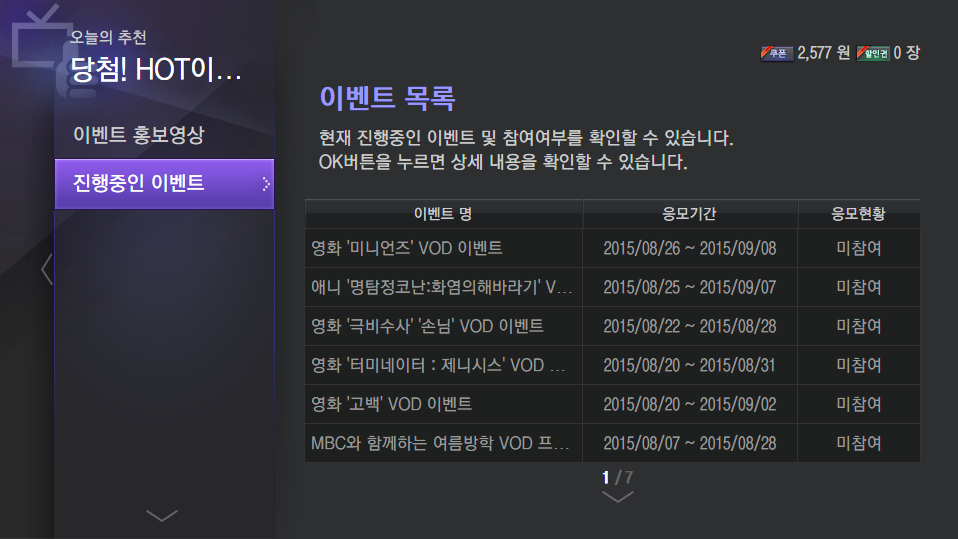 오늘의 추천
당첨! HOT이...
이벤트 홍보영상
진행중인 이벤트
쿠폰 2,577 원 할인권 0 장
이벤트 목록
현재 진행중인 이벤트 및 참여여부를 확인할 수 있습니다.
OK버튼을 누르면 상세 내용을 확인할 수 있습니다.
이벤트 명 응모기간 응모현황
영화 '미니언즈' VOD 이벤트 2015/08/26 ~ 2015/09/08 미참여
애니 '명탐정코난:화염의해바라기' V... 2015/08/25 ~ 2015/09/07 미참여
영화 '극비수사' '손님' VOD 이벤트 2015/08/22 ~ 2015/08/28 미참여
영화 '터미네이터 : 제니시스' VOD ... 2015/08/20 ~ 2015/08/31 미참여
영화 '고백' VOD 이벤트 2015/08/20 ~ 2015/09/02 미참여
MBC와 함께하는 여름방학 VOD 프... 2015/08/07 ~ 2015/08/28 미참여
1 / 7